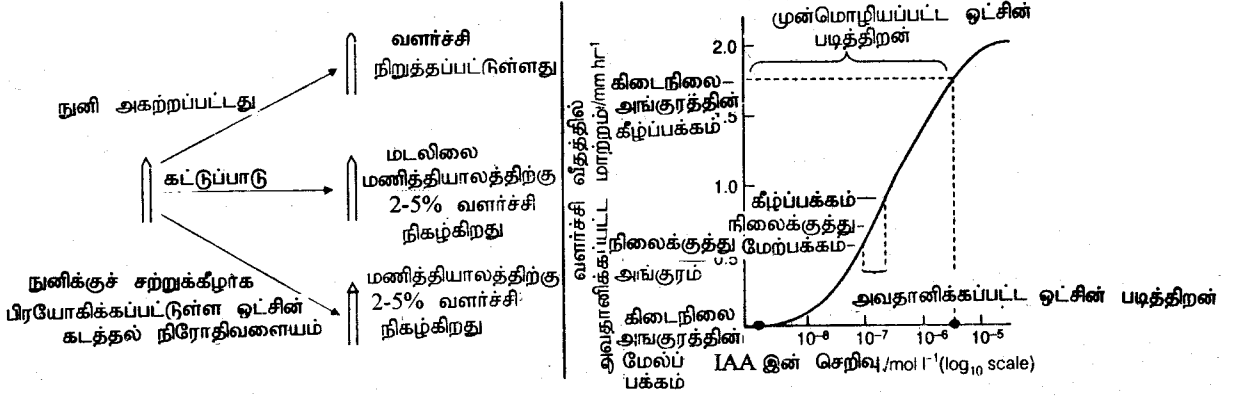 வளர்ச்சி
நிறுத்தப்பட்டுள்ளது
நுனி அகற்றப்பட்டது
கட்டுப்பாடு
மடலிலை
மணித்தியாலத்திற்கு
2-5% வளர்ச்சி
நிகழ்கிறது
நுனிக்குச் சற்றுக்கீழாக
பிரயோகிக்கப்பட்டுள்ள ஒட்சின்
கடத்தல் நிரோதிவளையம்
மணித்தியாலத்திற்கு
2-5% வளர்ச்சி
நிகழ்கிறது
அவதானிக்கப்பட்ட வளர்ச்சி வீதத்தில்
மாற்றம்/mm hr⁻¹
முன்மொழியப்பட்ட ஒட்சின்
படித்திறன்
2.0
கிடைநிலை
அங்குரத்தின்
கீழ்ப்பக்கம்
1.5
1.0
கீழ்ப்பக்கம்
நிலைக்குத்து
மேற்பக்கம்
நிலைக்குத்து
அங்குரம்
0.5
அவதானிக்கப்பட்ட ஒட்சின் படித்திறன்
கிடைநிலை
அங்குரத்தின்
மேல்ப்
பக்கம்
10⁻⁸ 10⁻⁷ 10⁻⁶ 10⁻⁵
IAA இன் செறிவு/mol l⁻¹ (log₁₀ scale)